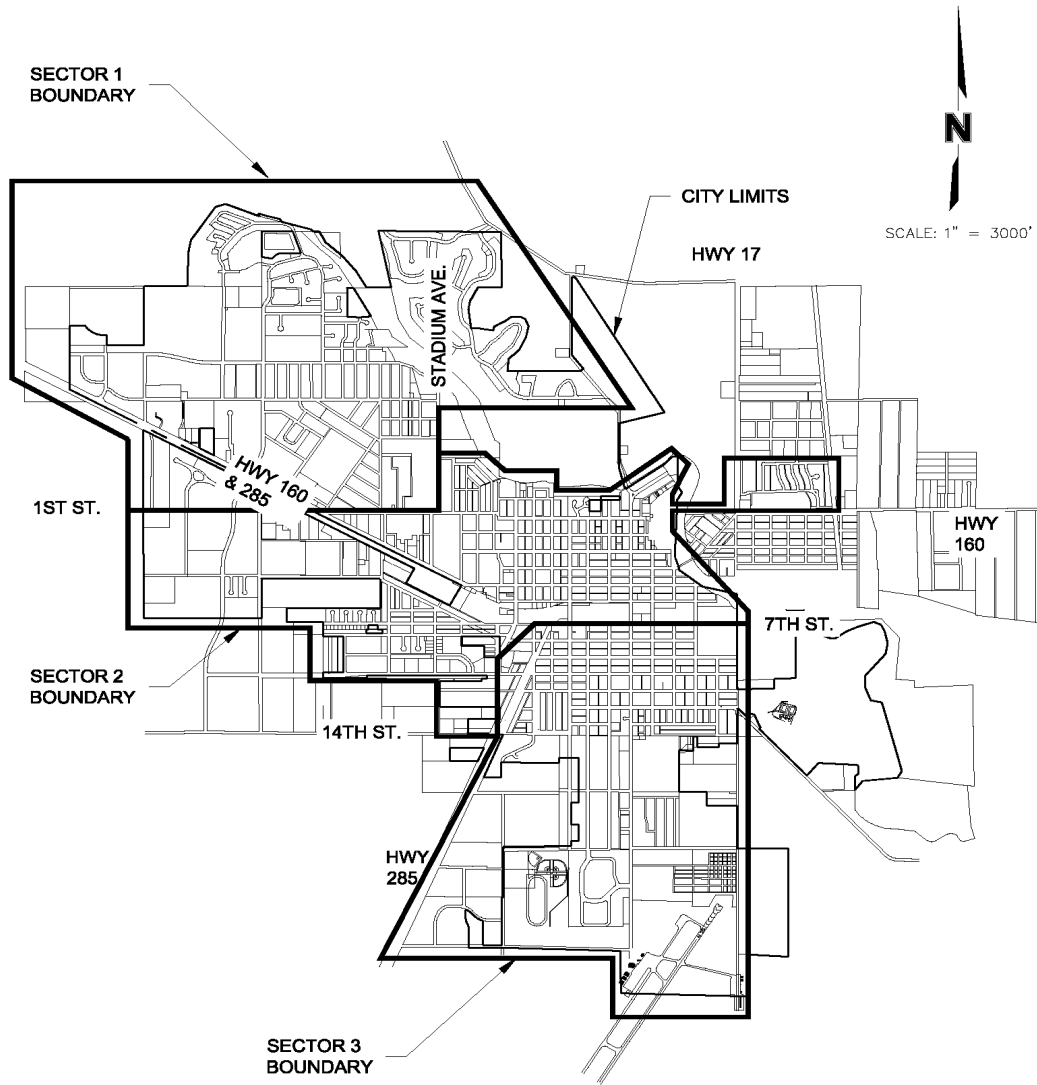 SECTOR 1
BOUNDARY
N
CITY LIMITS
SCALE: 1" = 3000'
HWY 17
STADIUM AVE.
HWY 160
& 285
1ST ST.
HWY
160
7TH ST.
SECTOR 2
BOUNDARY
14TH ST.
HWY
285
SECTOR 3
BOUNDARY